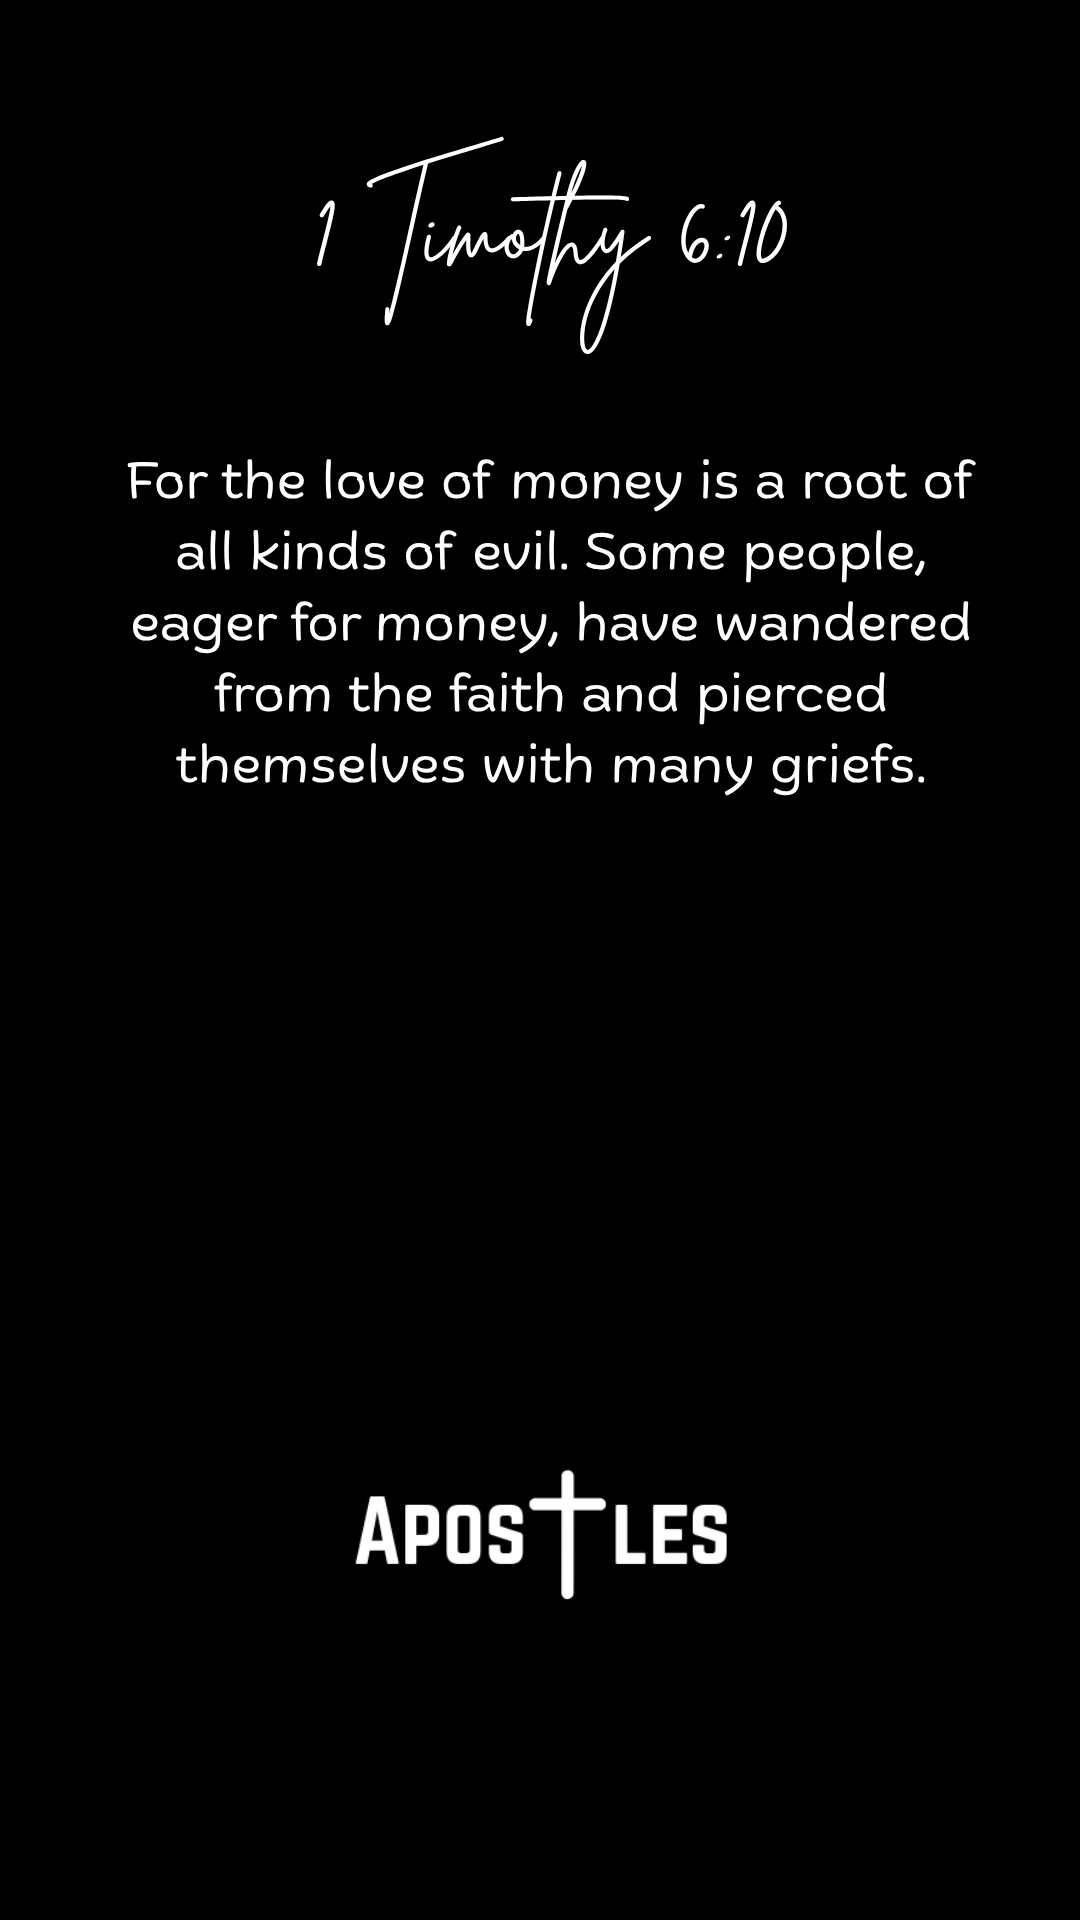 1 Timothy 6:10
For the love of money is a root of
all kinds of evil. Some people,
eager for money, have wandered
from the faith and pierced
themselves with many griefs.
APOSTLES